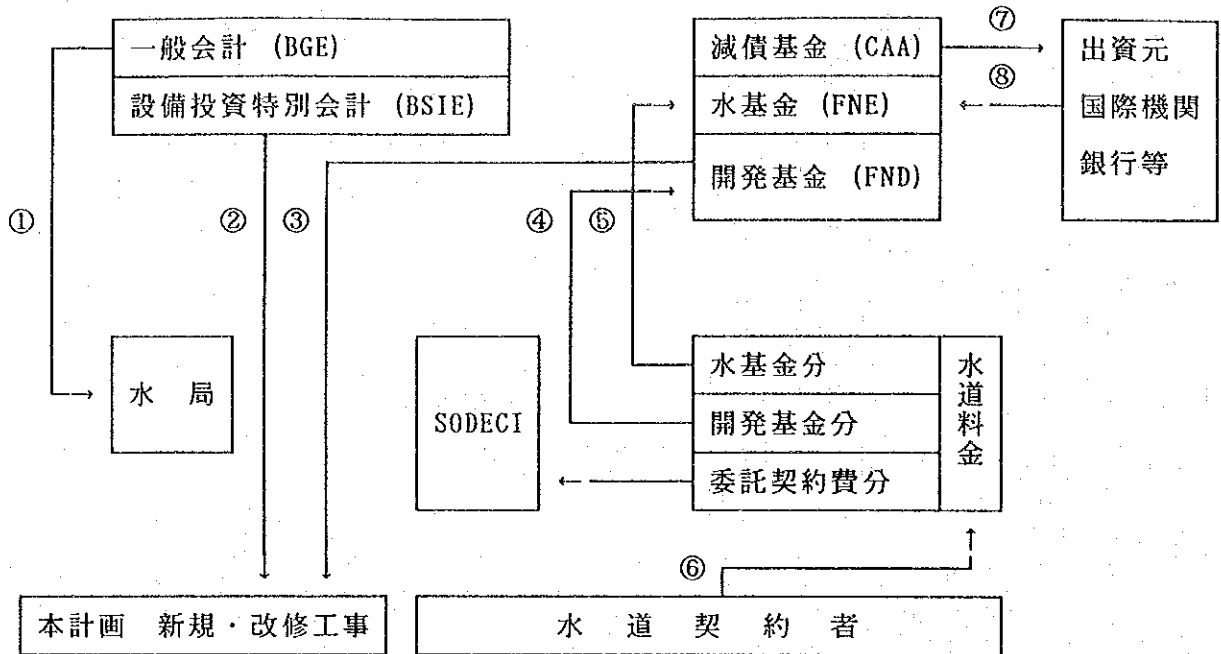 一般会計 (BGE)
設備投資特別会計 (BSIE)
減債基金 (CAA)
水基金 (FNE)
開発基金 (FND)
⑦
⑧
出資元
国際機関
銀行等
①
②
③
④
⑤
水 局
SODECI
水基金分
開発基金分
委託契約費分
水道料金
⑥
本計画 新規・改修工事
水 道 契 約 者